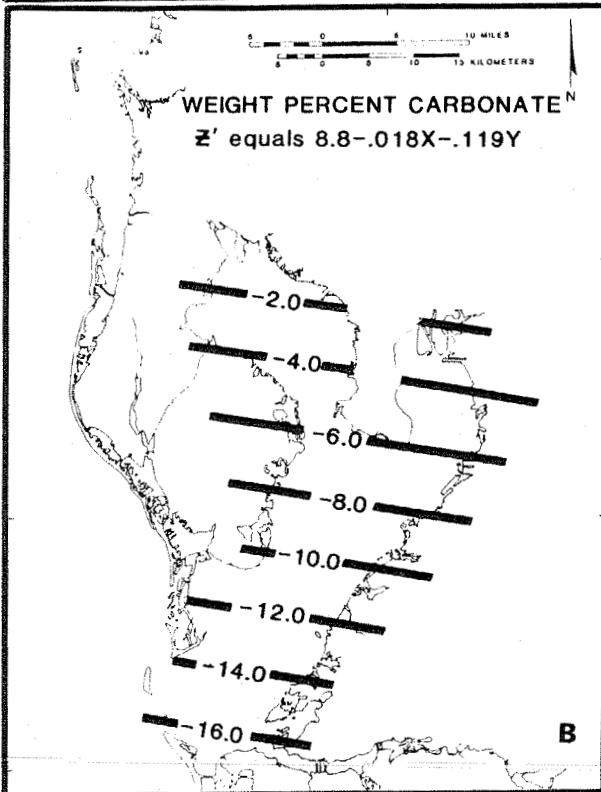 5 0 5 10 MILES
5 0 5 10 15 KILOMETERS
N
WEIGHT PERCENT CARBONATE
Z' equals 8.8-.018X-.119Y
-2.0
-4.0
-6.0
-8.0
-10.0
-12.0
-14.0
-16.0
B